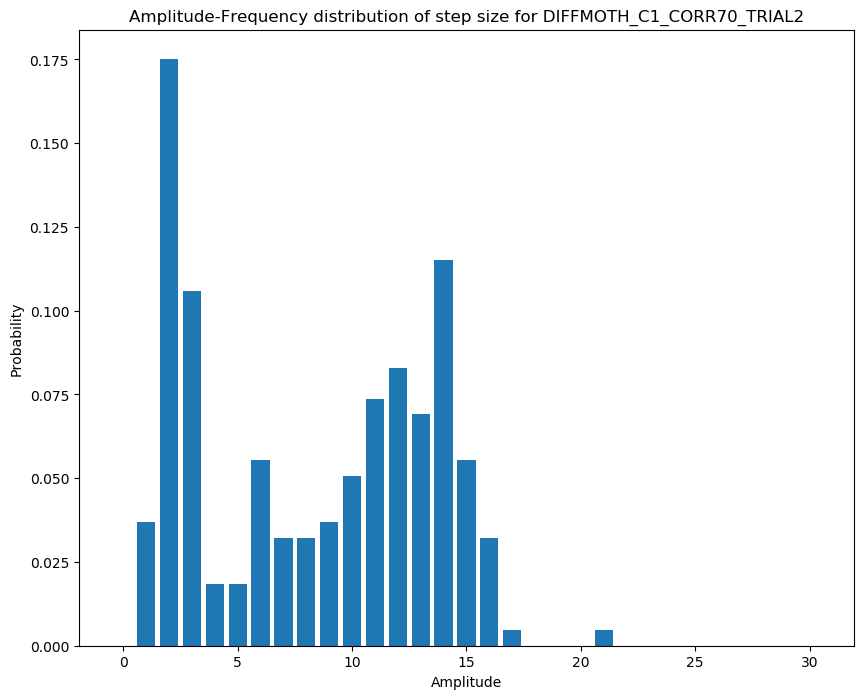 Amplitude-Frequency distribution of step size for DIFFMOTH_C1_CORR70_TRIAL2
0.175
0.150
0.125
0.100
0.075
0.050
0.025
0.000
Probability
0 5 10 15 20 25 30
Amplitude